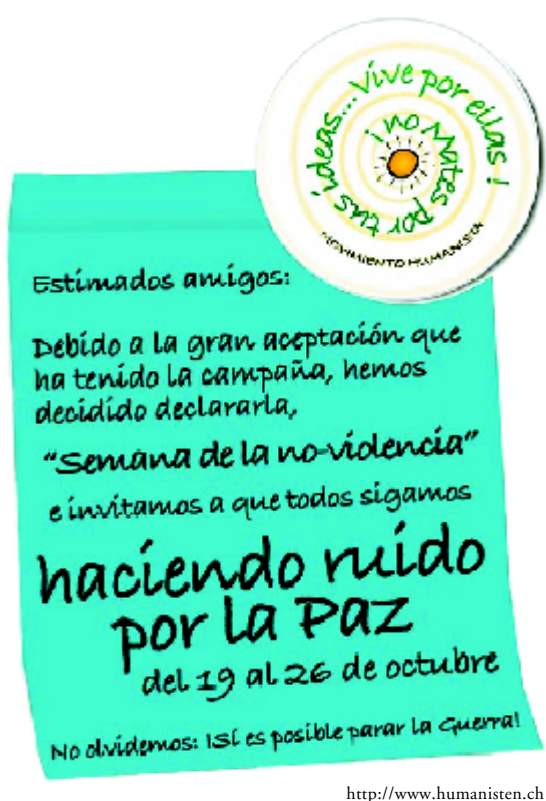 ¡no Mates por tus ideas... vive por ellas!
MOVIMIENTO HUMANISTA
Estimados amigos:
Debido a la gran aceptación que
ha tenido la campaña, hemos
decidido declararla,
“Semana de la no-violencia”
e invitamos a que todos sigamos
haciendo ruido
por la Paz
del 19 al 26 de octubre
No olvidemos: ¡Sí es posible parar la Guerra!
http://www.humanisten.ch